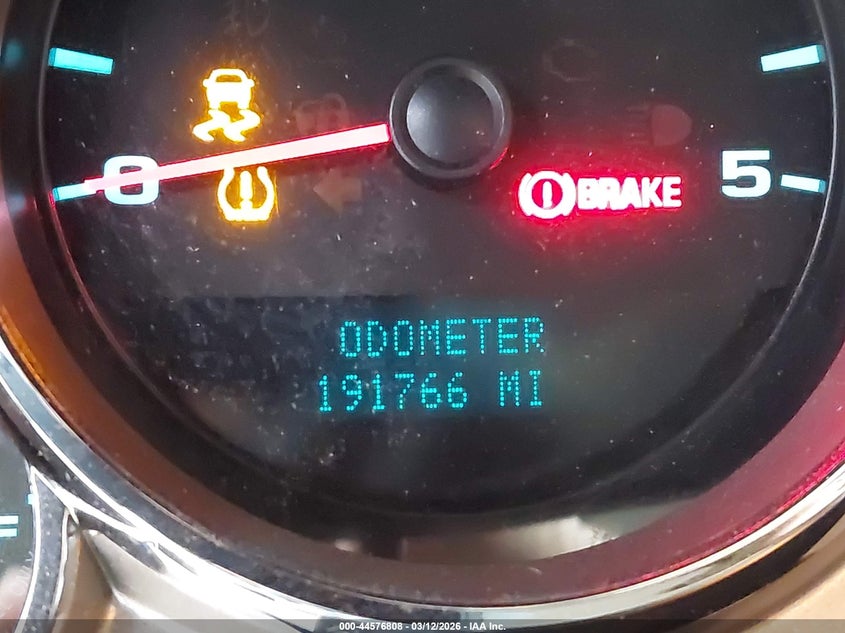 0
5
BRAKE
ODOMETER
191766 MI
000-44576808 - 03/12/2026 - IAA Inc.